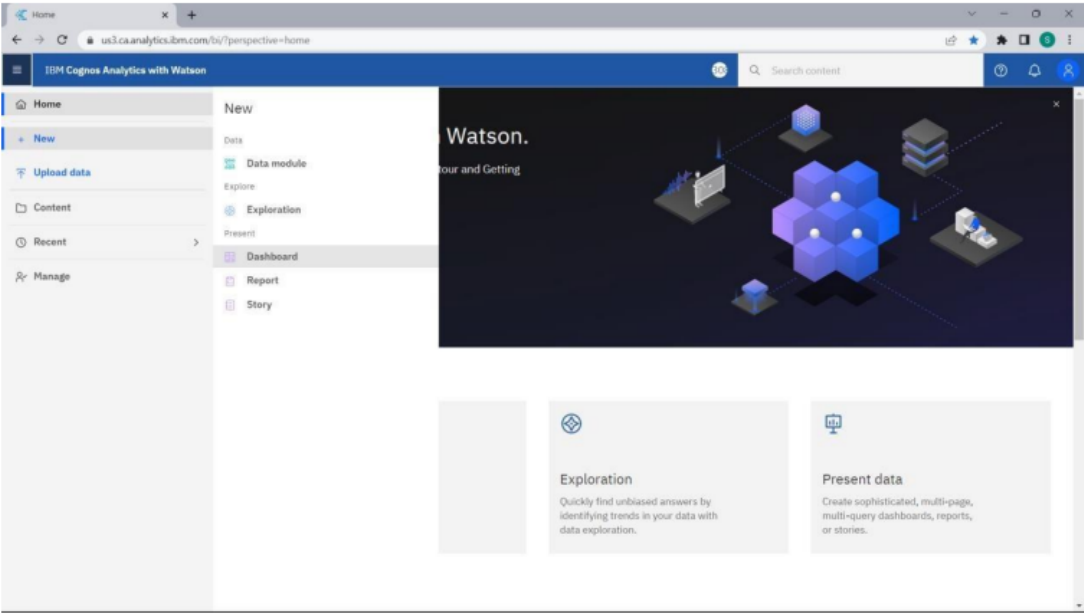 Home
us3.ca.analytics.ibm.com/bi/?perspective=home
S
IBM Cognos Analytics with Watson
Search content
Home
New
Upload data
Content
Recent
Manage
New
Data
Data module
Explore
Exploration
Present
Dashboard
Report
Story
Watson.
tour and Getting
Exploration
Quickly find unbiased answers by
identifying trends in your data with
data exploration.
Present data
Create sophisticated, multi-page,
multi-query dashboards, reports,
or stories.